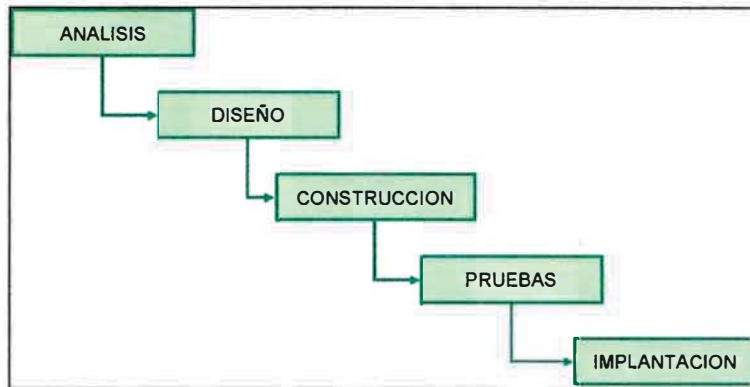 ANALISIS
DISEÑO
CONSTRUCCION
PRUEBAS
IMPLANTACION